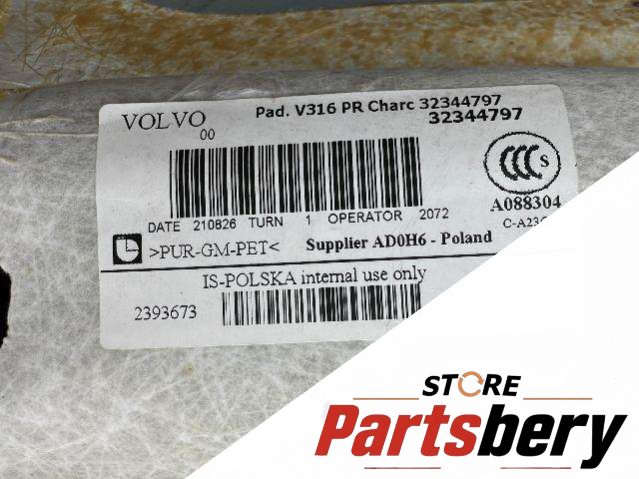 VOLVO
00
Pad. V316 PR Charc 32344797
32344797
CCC S
A088304
DATE 210826 TURN 1 OPERATOR 2072
>PUR-GM-PET<
Supplier AD0H6 - Poland
IS-POLSKA internal use only
2393673
STORE
Partsbery